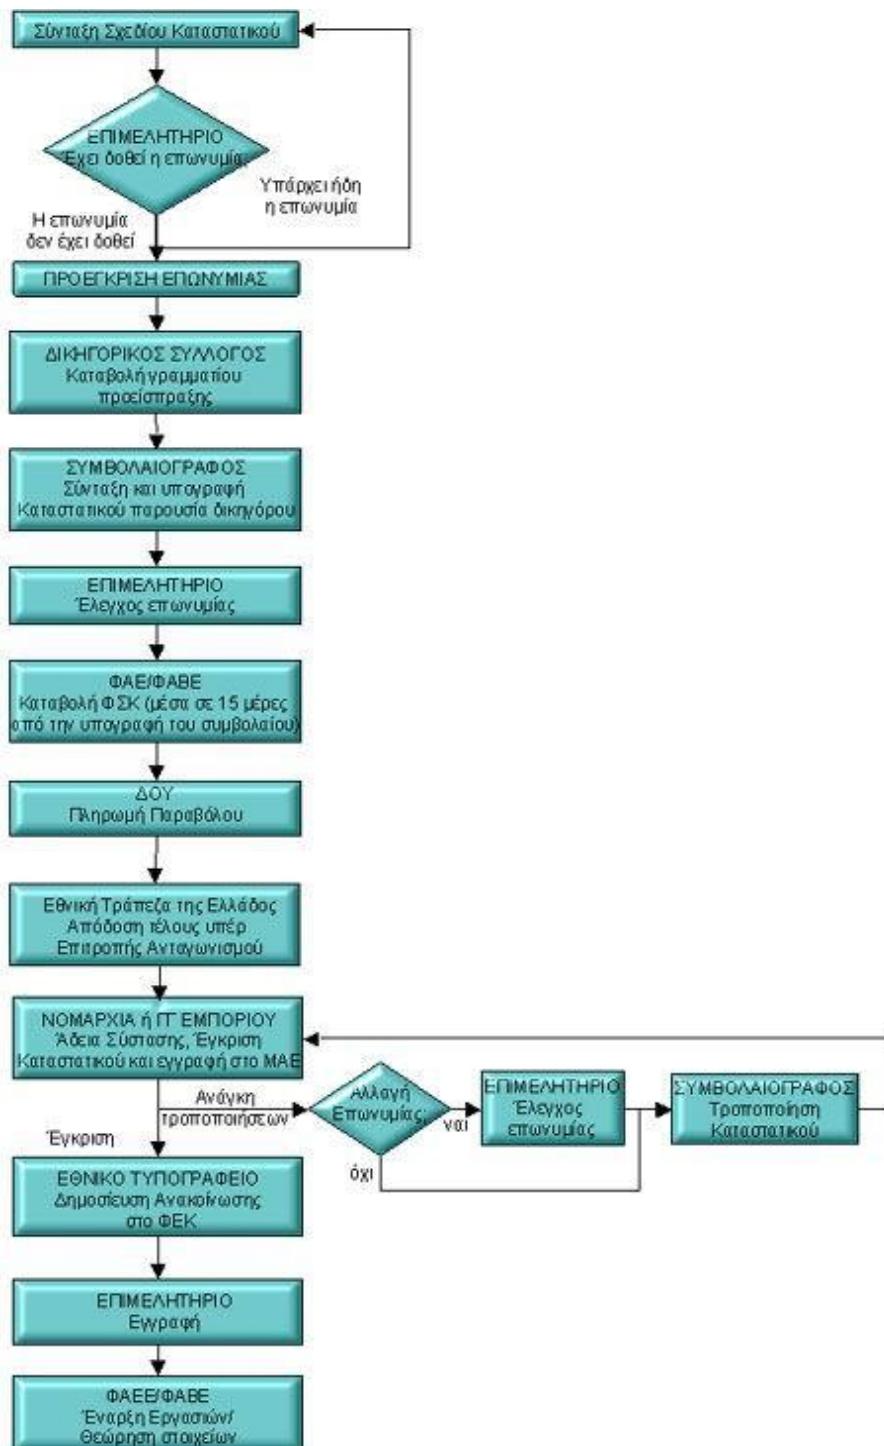 Σύνταξη Σχεδίου Καταστατικού
ΕΠΙΜΕΛΗΤΗΡΙΟ
Έχει δοθεί η επωνυμία;
Υπάρχει ήδη
η επωνυμία
Η επωνυμία
δεν έχει δοθεί
ΠΡΟΕΓΚΡΙΣΗ ΕΠΩΝΥΜΙΑΣ
ΔΙΚΗΓΟΡΙΚΟΣ ΣΥΛΛΟΓΟΣ
Καταβολή γραμματίου
προείσπραξης
ΣΥΜΒΟΛΑΙΟΓΡΑΦΟΣ
Σύνταξη και υπογραφή
Καταστατικού παρουσία δικηγόρου
ΕΠΙΜΕΛΗΤΗΡΙΟ
Έλεγχος επωνυμίας
ΦΑΕ/ΦΑΒΕ
Καταβολή ΦΣΚ (μέσα σε 15 μέρες
από την υπογραφή του συμβολαίου)
ΔΟΥ
Πληρωμή Παραβόλου
Εθνική Τράπεζα της Ελλάδος
Απόδοση τέλους υπέρ
Επιτροπής Ανταγωνισμού
ΝΟΜΑΡΧΙΑ ή ΓΓ ΕΜΠΟΡΙΟΥ
Άδεια Σύστασης, Έγκριση
Καταστατικού και εγγραφή στο ΜΑΕ
Ανάγκη
τροποποιήσεων
Αλλαγή
Επωνυμίας;
ναι
όχι
ΕΠΙΜΕΛΗΤΗΡΙΟ
Έλεγχος
επωνυμίας
ΣΥΜΒΟΛΑΙΟΓΡΑΦΟΣ
Τροποποίηση
Καταστατικού
Έγκριση
ΕΘΝΙΚΟ ΤΥΠΟΓΡΑΦΕΙΟ
Δημοσίευση Ανακοίνωσης
στο ΦΕΚ
ΕΠΙΜΕΛΗΤΗΡΙΟ
Εγγραφή
ΦΑΕΕ/ΦΑΒΕ
Έναρξη Εργασιών/
Θεώρηση στοιχείων